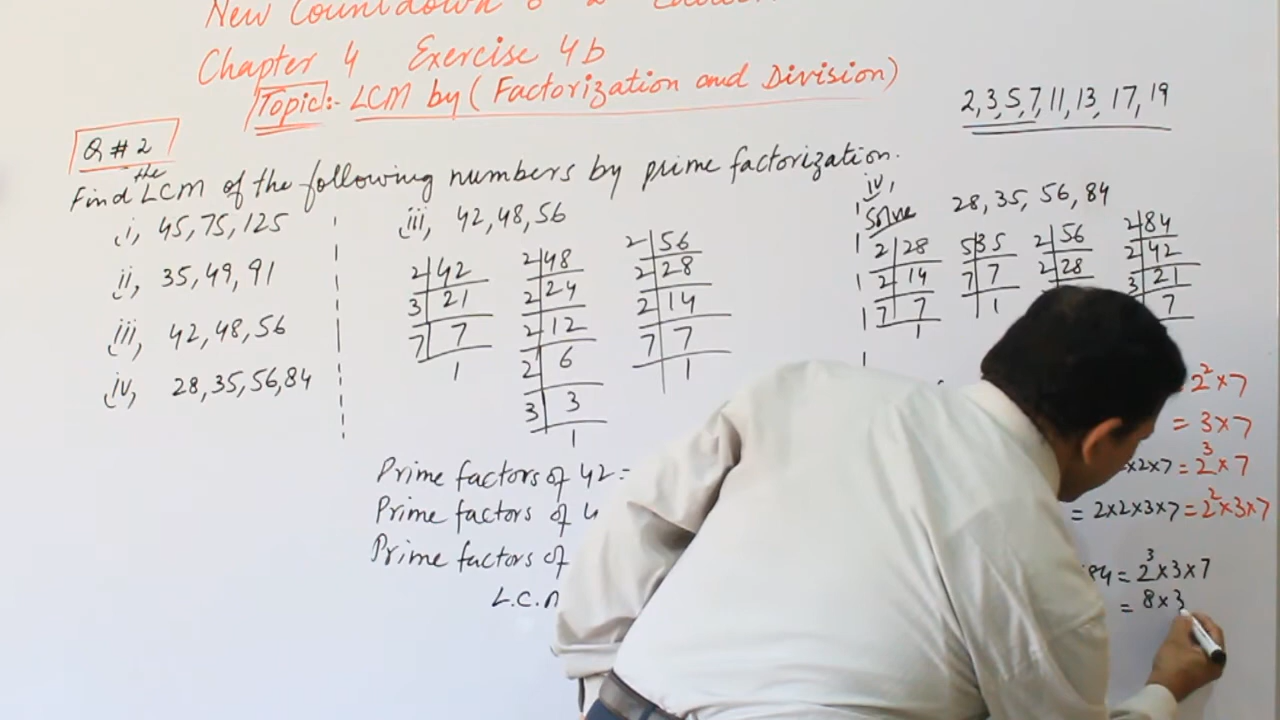 New Countdown
Chapter 4 Exercise 4b
Topic:- LCM by (Factorization and Division)
2,3,5,7,11,13,17,19
Q # 2
Find the LCM of the following numbers by prime factorization.
i, 45,75,125
ii, 35,49,91
iii, 42,48,56
iv, 28,35,56,84
iii, 42,48,56
2 42
3 21
7 7
1
2 48
2 24
2 12
2 6
3 3
1
2 56
2 28
2 14
7 7
1
Prime factors of 42 =
Prime factors of 4
Prime factors of
L.C.M
iv,
Solve 28,35,56,84
2 28
2 14
7 7
1
5 35
7 7
1
2 56
2 28
2 84
2 42
3 21
7
= 2² × 7
= 3 × 7
×2×7 = 2³ × 7
= 2×2×3×7 = 2² × 3 × 7
84 = 2³ × 3 × 7
= 8 × 3